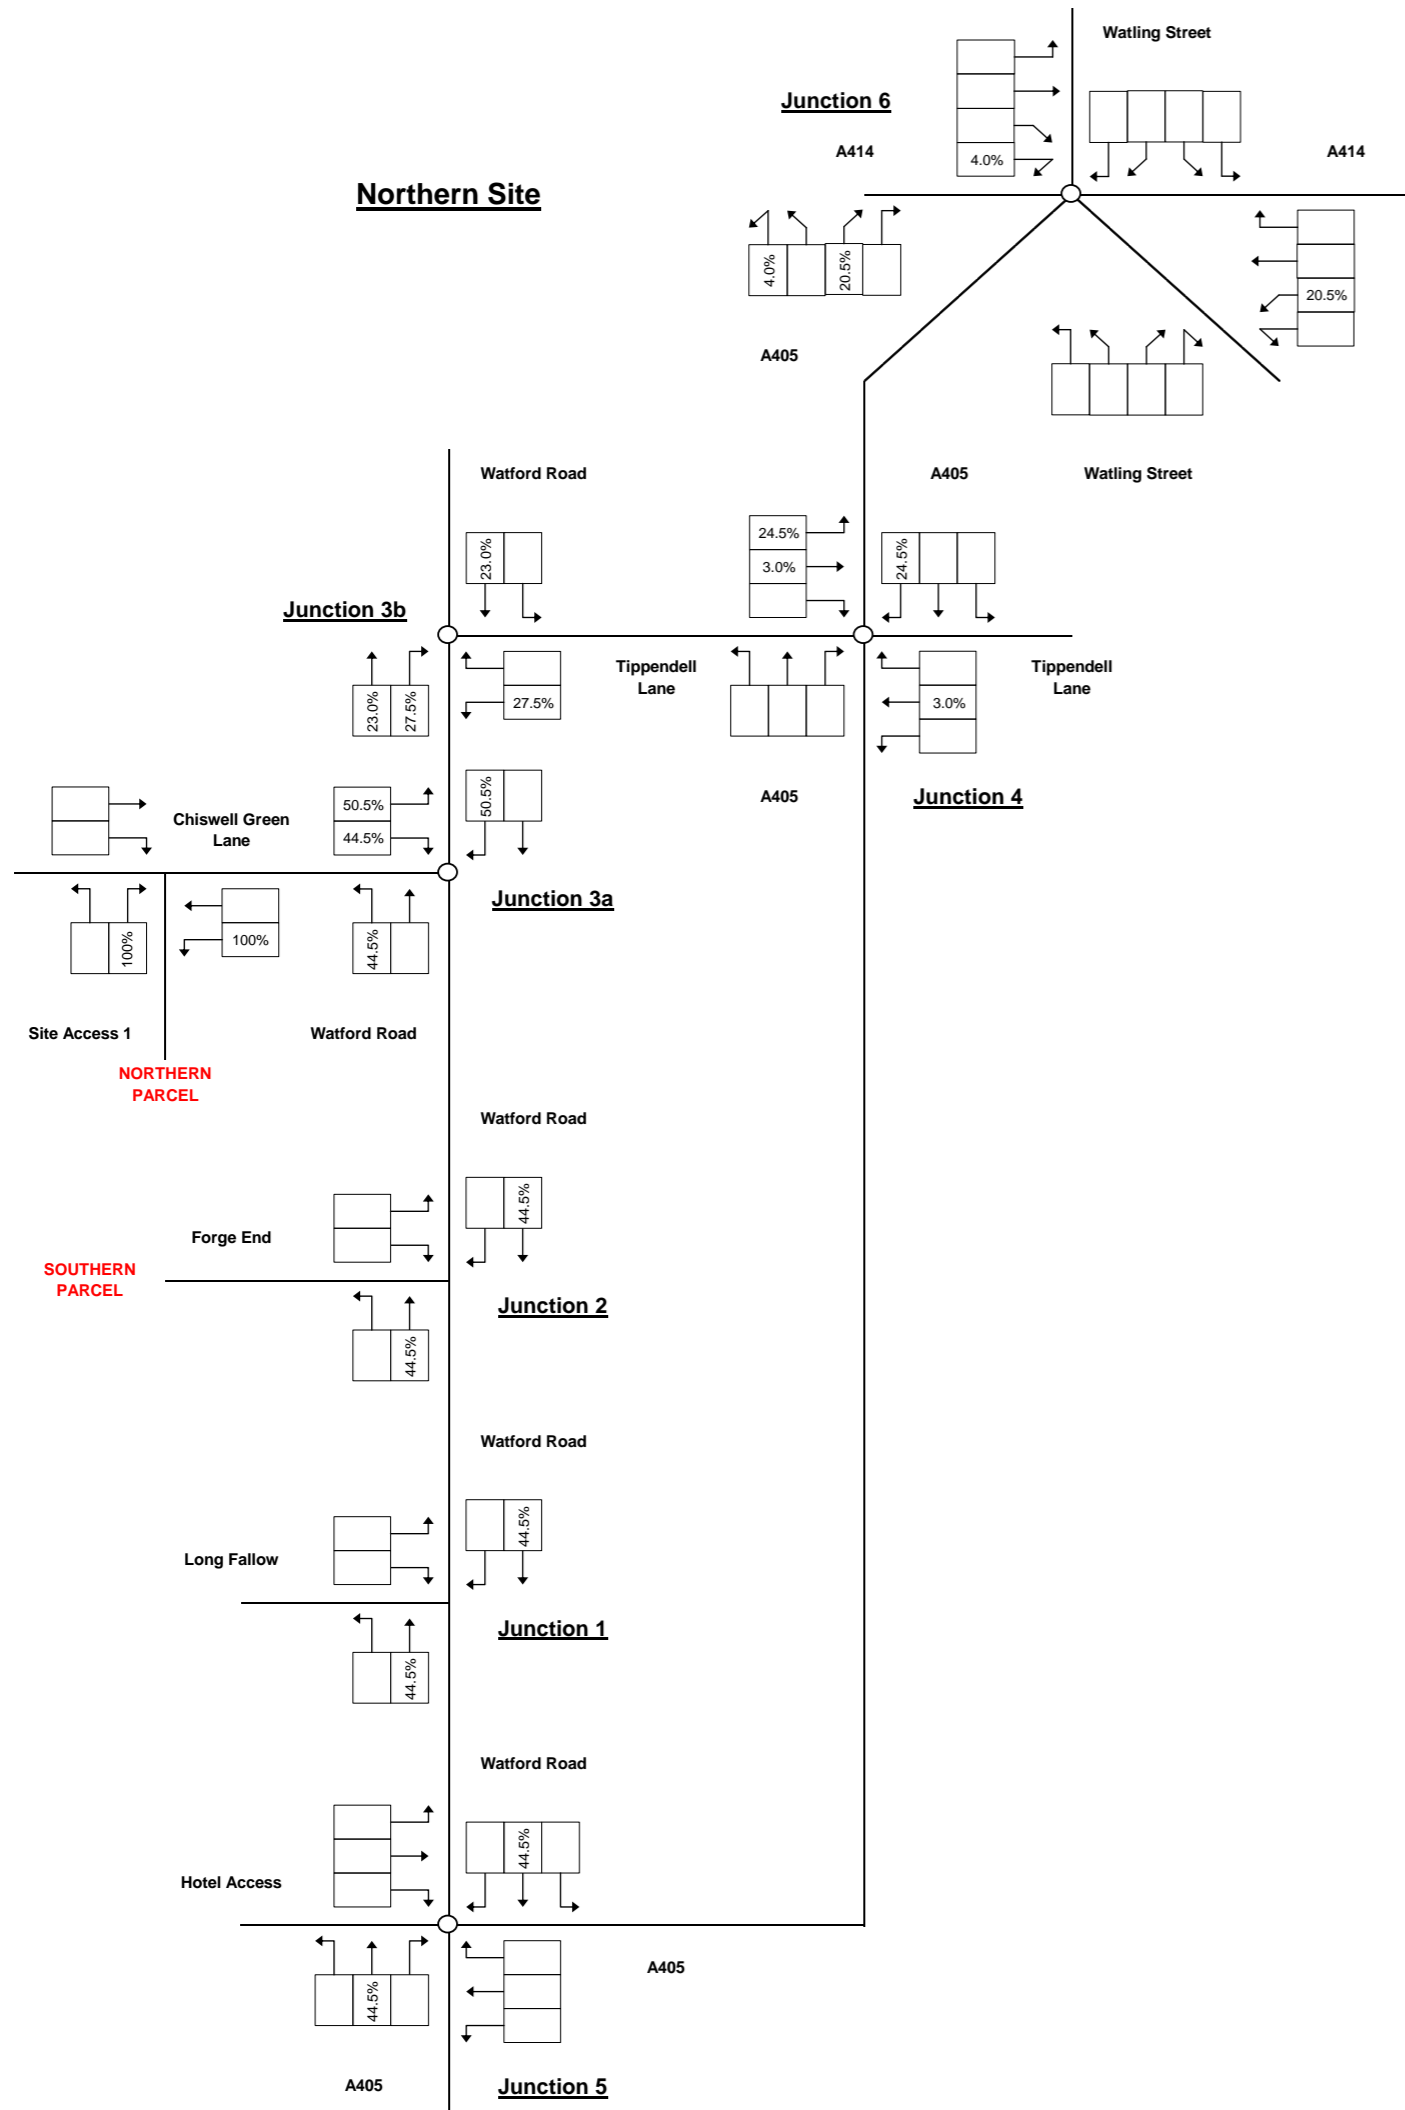 Watling Street
Junction 6
A414
A414
4.0%
Northern Site
4.0%
20.5%
20.5%
A405
Watford Road
A405
Watling Street
23.0%
24.5%
3.0%
24.5%
Junction 3b
Tippendell
Lane
Tippendell
Lane
23.0%
27.5%
27.5%
3.0%
A405
Junction 4
Chiswell Green
Lane
50.5%
44.5%
50.5%
Junction 3a
100%
100%
44.5%
Site Access 1
Watford Road
NORTHERN
PARCEL
Watford Road
44.5%
Forge End
SOUTHERN
PARCEL
Junction 2
44.5%
Watford Road
44.5%
Long Fallow
Junction 1
44.5%
Watford Road
44.5%
Hotel Access
A405
44.5%
A405
Junction 5